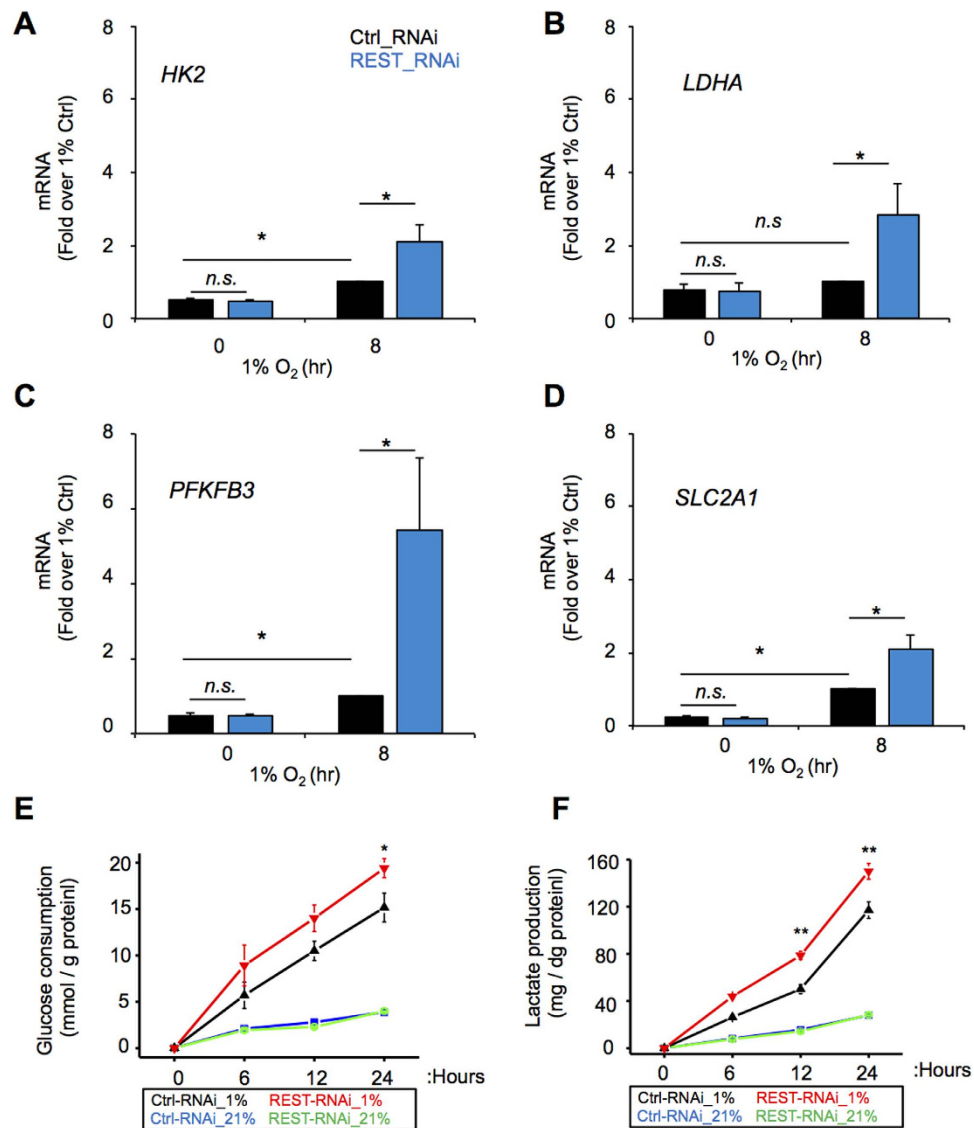 A
8
6
4
2
0
mRNA
(Fold over 1% Ctrl)
HK2
Ctrl_RNAi
REST_RNAi
*
*
n.s.
0
8
1% O2 (hr)
B
8
6
4
2
0
mRNA
(Fold over 1% Ctrl)
LDHA
*
n.s
n.s.
0
8
1% O2 (hr)
C
8
6
4
2
0
mRNA
(Fold over 1% Ctrl)
PFKFB3
*
*
n.s.
0
8
1% O2 (hr)
D
8
6
4
2
0
mRNA
(Fold over 1% Ctrl)
SLC2A1
*
*
n.s.
0
8
1% O2 (hr)
E
20
15
10
5
0
Glucose consumption
(mmol / g proteinl)
*
0 6 12 24 :Hours
Ctrl-RNAi_1% REST-RNAi_1%
Ctrl-RNAi_21% REST-RNAi_21%
F
160
120
80
40
0
Lactate production
(mg / dg proteinl)
**
**
0 6 12 24 :Hours
Ctrl-RNAi_1% REST-RNAi_1%
Ctrl-RNAi_21% REST-RNAi_21%